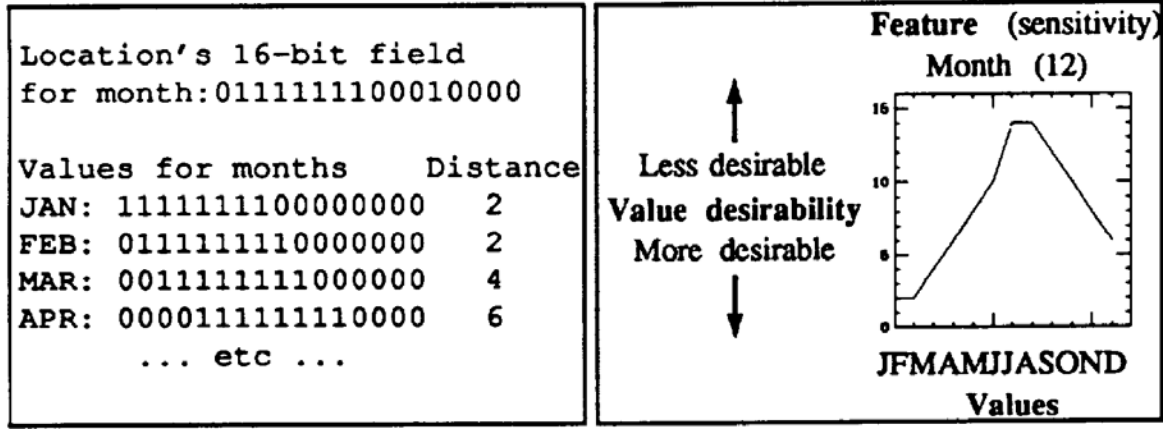 Location's 16-bit field
for month:0111111100010000
Values for months Distance
JAN: 1111111100000000 2
FEB: 0111111110000000 2
MAR: 0011111111000000 4
APR: 0000111111110000 6
... etc ...
Feature (sensitivity)
Month (12)
Less desirable
Value desirability
More desirable
15
10
5
0
JFMAMJJASOND
Values